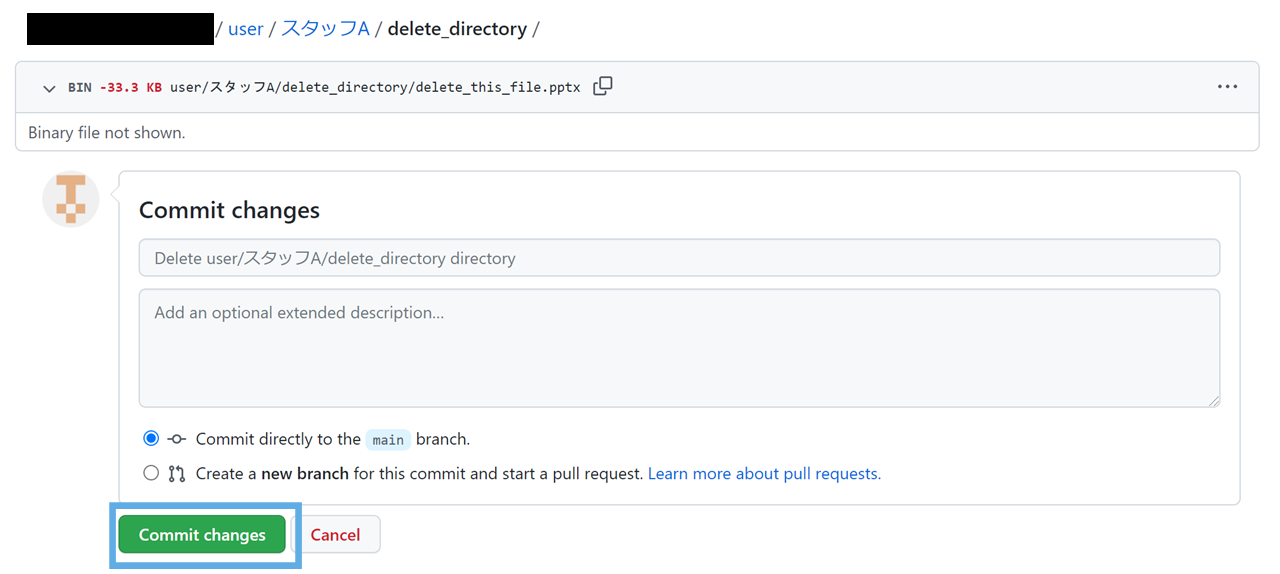 / user / スタッフA / delete_directory /
BIN -33.3 KB user/スタッフA/delete_directory/delete_this_file.pptx
Binary file not shown.
Commit changes
Delete user/スタッフA/delete_directory directory
Add an optional extended description...
Commit directly to the main branch.
Create a new branch for this commit and start a pull request. Learn more about pull requests.
Commit changes Cancel